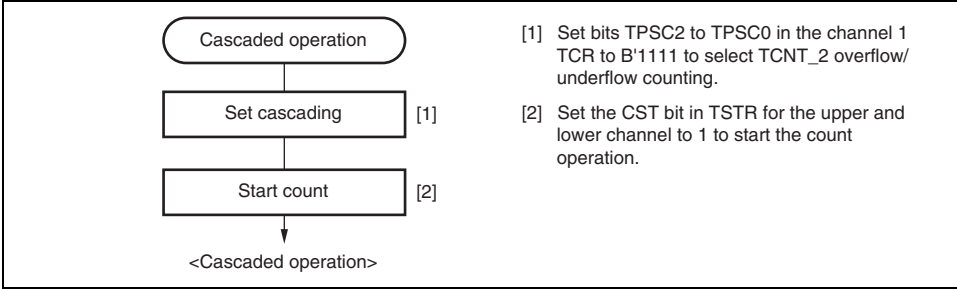 Cascaded operation
Set cascading
[1]
Start count
[2]
<Cascaded operation>
[1] Set bits TPSC2 to TPSC0 in the channel 1
TCR to B'1111 to select TCNT_2 overflow/
underflow counting.
[2] Set the CST bit in TSTR for the upper and
lower channel to 1 to start the count
operation.